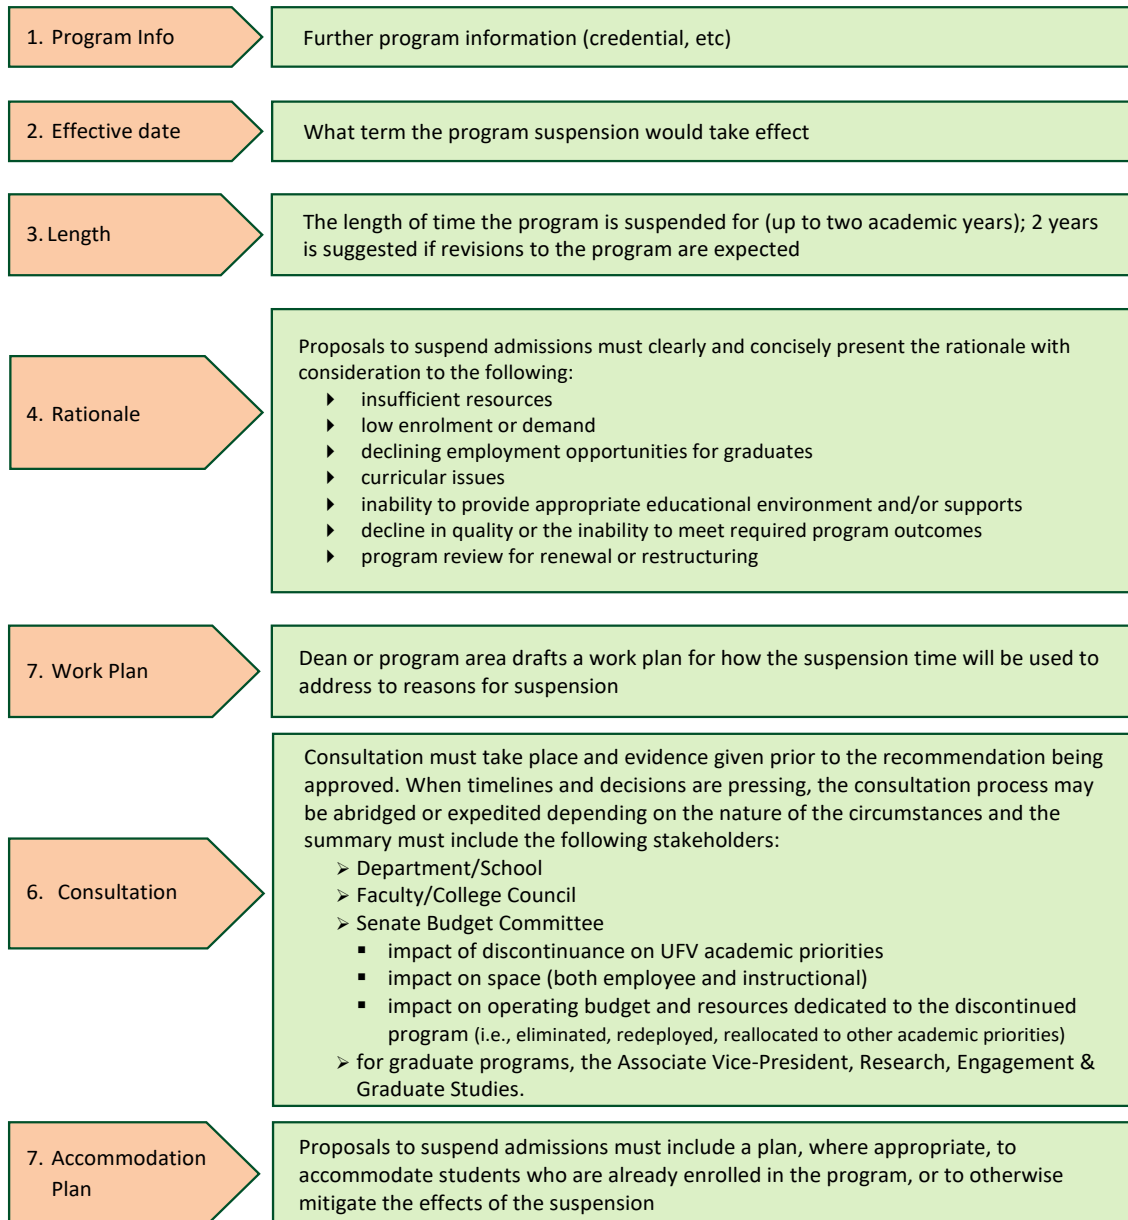 1. Program Info
Further program information (credential, etc)
2. Effective date
What term the program suspension would take effect
3. Length
The length of time the program is suspended for (up to two academic years); 2 years
is suggested if revisions to the program are expected
4. Rationale
Proposals to suspend admissions must clearly and concisely present the rationale with
consideration to the following:
insufficient resources
low enrolment or demand
declining employment opportunities for graduates
curricular issues
inability to provide appropriate educational environment and/or supports
decline in quality or the inability to meet required program outcomes
program review for renewal or restructuring
7. Work Plan
Dean or program area drafts a work plan for how the suspension time will be used to
address to reasons for suspension
6. Consultation
Consultation must take place and evidence given prior to the recommendation being
approved. When timelines and decisions are pressing, the consultation process may
be abridged or expedited depending on the nature of the circumstances and the
summary must include the following stakeholders:
➢ Department/School
➢ Faculty/College Council
➢ Senate Budget Committee
▪ impact of discontinuance on UFV academic priorities
▪ impact on space (both employee and instructional)
▪ impact on operating budget and resources dedicated to the discontinued
program (i.e., eliminated, redeployed, reallocated to other academic priorities)
➢ for graduate programs, the Associate Vice-President, Research, Engagement &
Graduate Studies.
7. Accommodation
Plan
Proposals to suspend admissions must include a plan, where appropriate, to
accommodate students who are already enrolled in the program, or to otherwise
mitigate the effects of the suspension